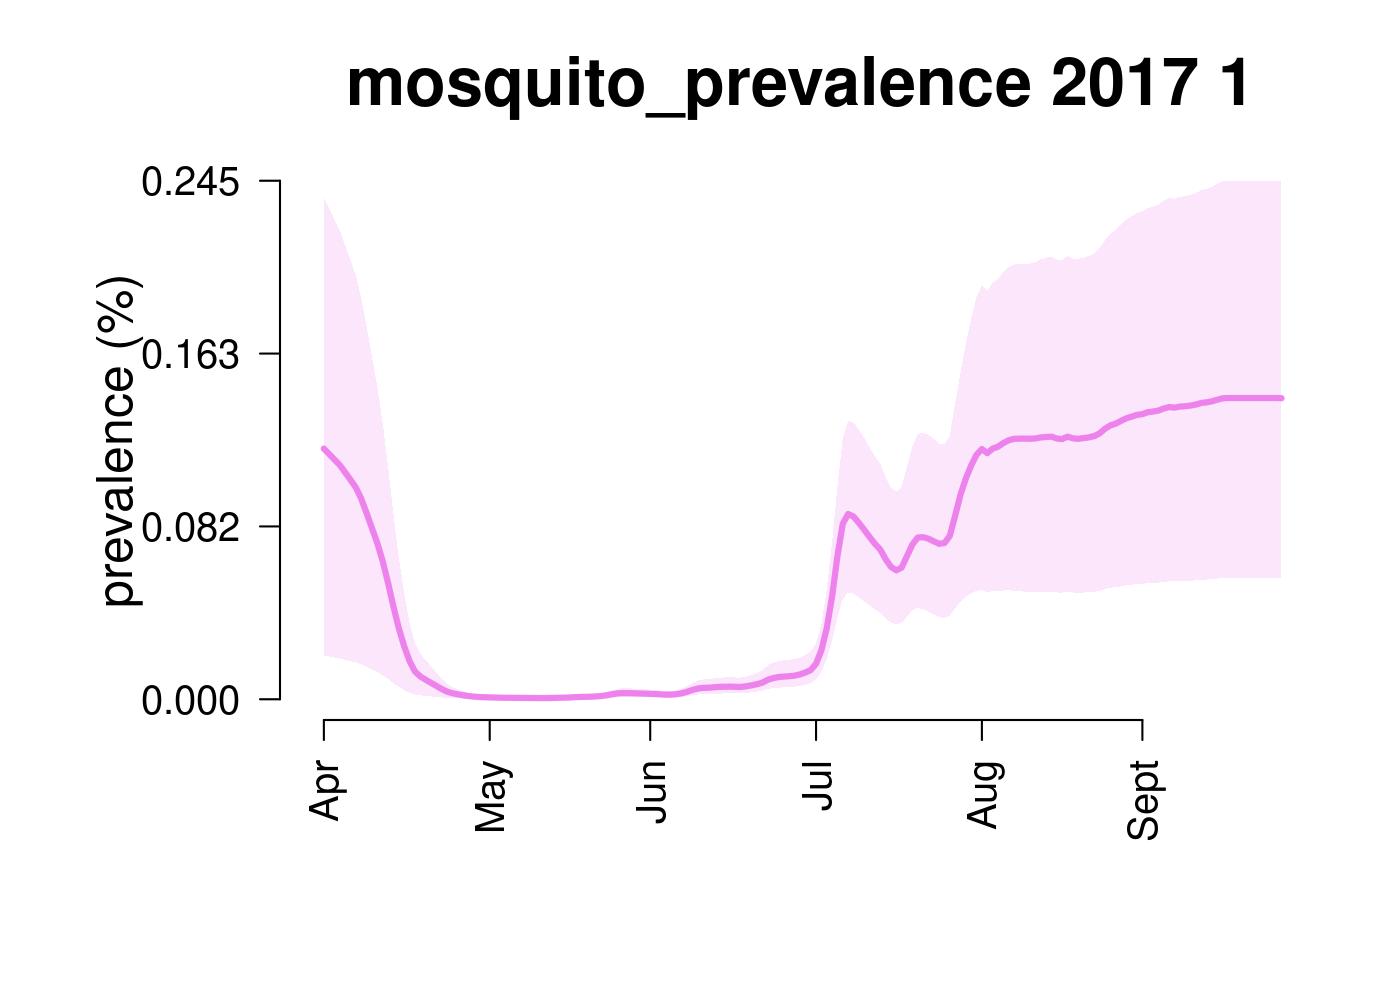 mosquito_prevalence 2017 1
prevalence (%)
0.245
0.163
0.082
0.000
Apr
May
Jun
Jul
Aug
Sept